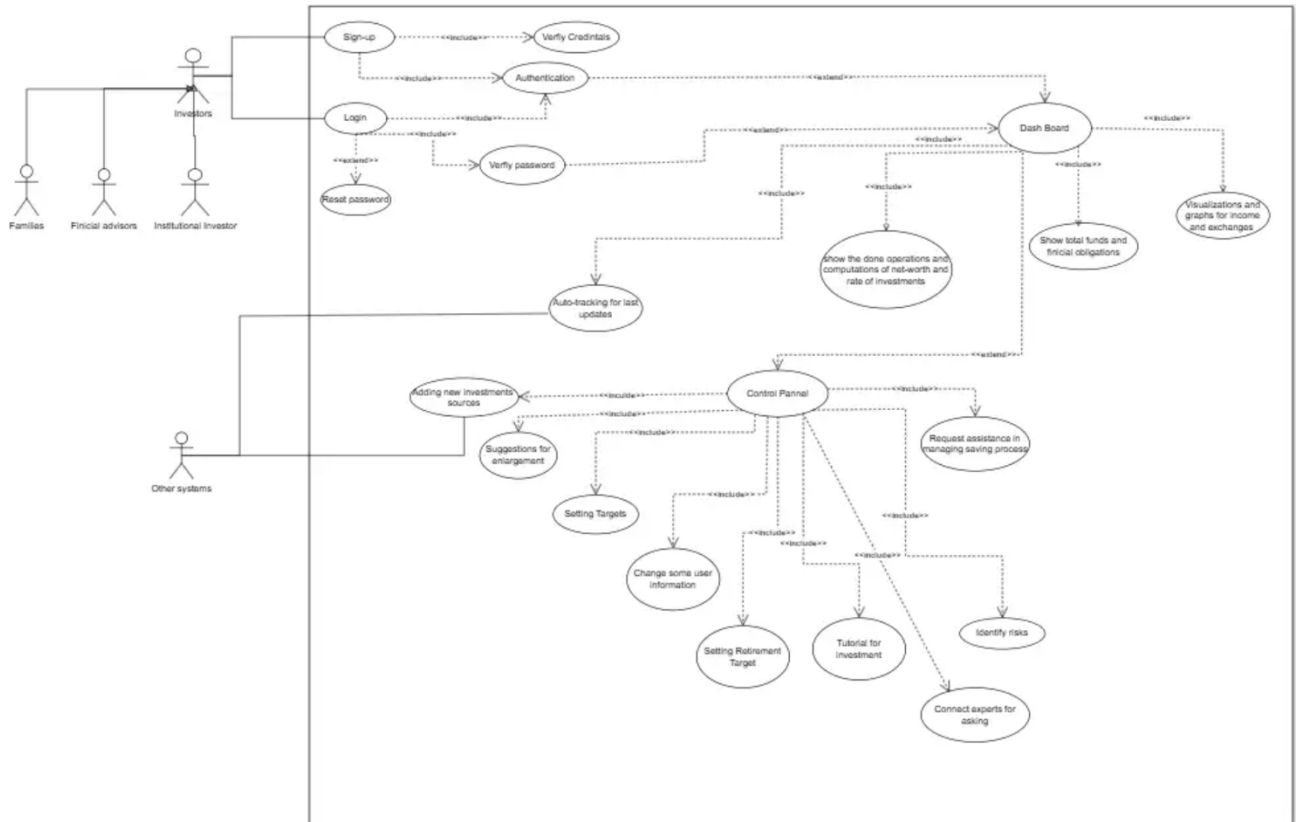 Sign-up
<<include>>
Verfiy Credintals
<<include>>
Authentication
<<extend>>
Investors
Login
<<include>>
<<include>>
<<extend>>
Reset password
Verfiy password
<<extend>>
Dash Board
<<include>>
<<include>>
<<include>>
<<include>>
<<include>>
Families
Finicial advisors
Institutional Investor
Visualizations and
graphs for income
and exchanges
Show total funds and
finicial obligations
show the done operations and
computations of net-worth and
rate of investments
Auto-tracking for last
updates
<<extend>>
Adding new investments
sources
<<include>>
Control Pannel
<<include>>
<<include>>
Suggestions for
enlargement
<<include>>
Request assistance in
managing saving process
Other systems
Setting Targets
<<include>>
<<include>>
<<include>>
<<include>>
<<include>>
Change some user
information
Setting Retirement
Target
Tutorial for
investment
Identify risks
Connect experts for
asking